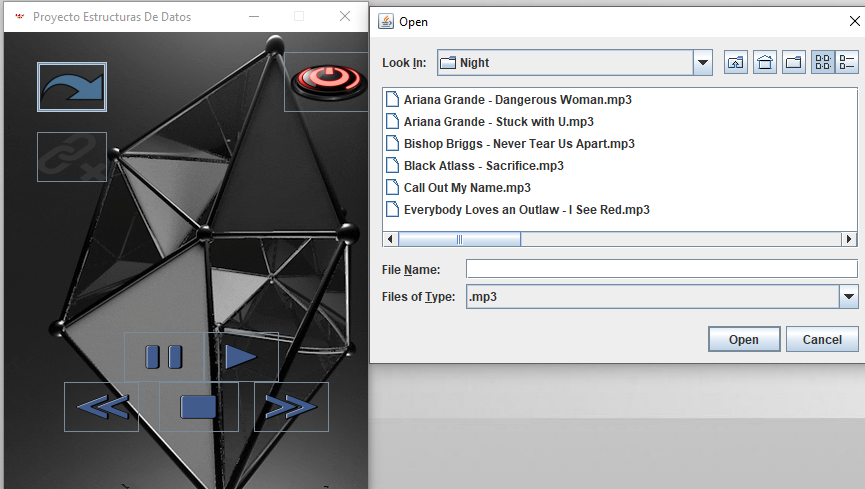 Proyecto Estructuras De Datos
Open
Look In:
Night
Ariana Grande - Dangerous Woman.mp3
Ariana Grande - Stuck with U.mp3
Bishop Briggs - Never Tear Us Apart.mp3
Black Atlass - Sacrifice.mp3
Call Out My Name.mp3
Everybody Loves an Outlaw - I See Red.mp3
File Name:
Files of Type:
.mp3
Open
Cancel